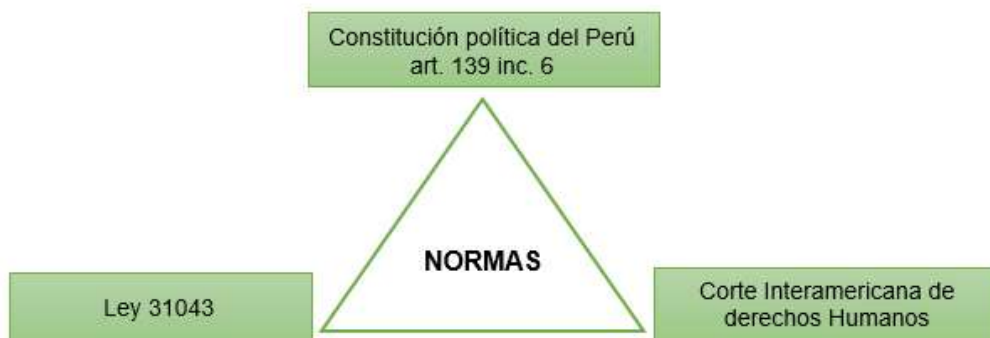 Constitución política del Perú
art. 139 inc. 6
NORMAS
Ley 31043
Corte Interamericana de
derechos Humanos